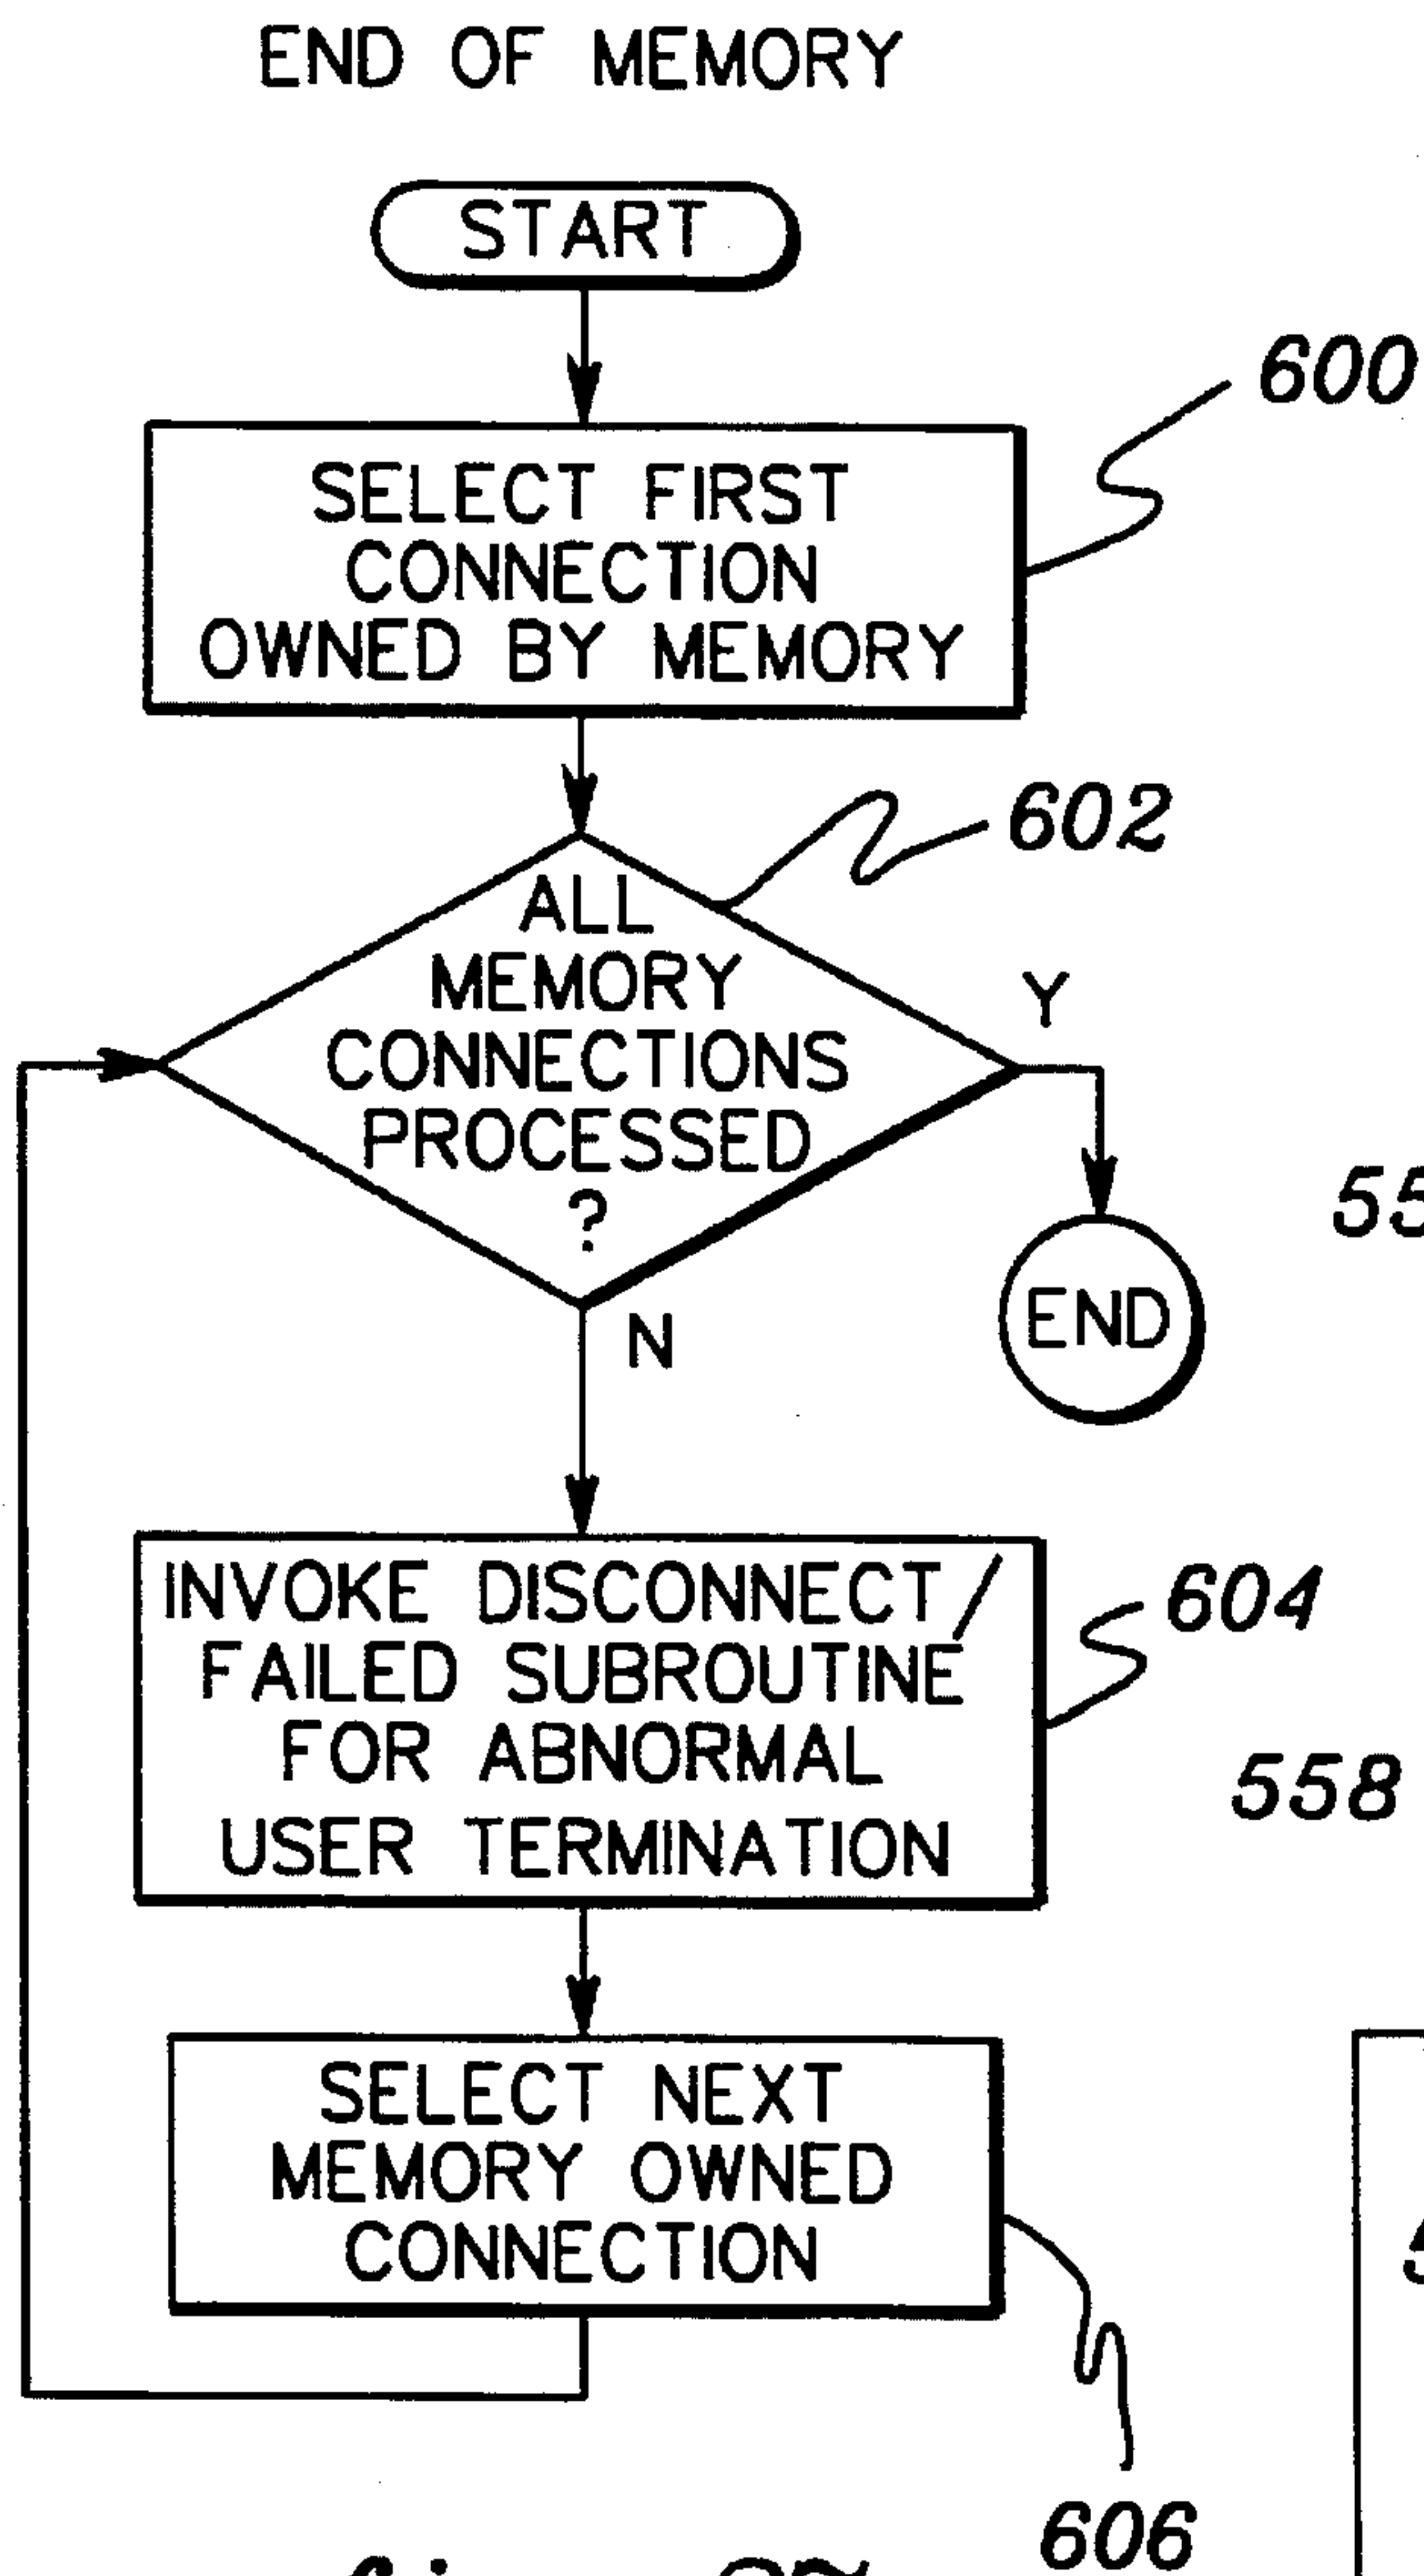 END OF MEMORY
START
600
SELECT FIRST
CONNECTION
OWNED BY MEMORY
602
ALL
MEMORY
CONNECTIONS
PROCESSED
?
Y
END
N
INVOKE DISCONNECT/
FAILED SUBROUTINE
FOR ABNORMAL
USER TERMINATION
604
558
SELECT NEXT
MEMORY OWNED
CONNECTION
606